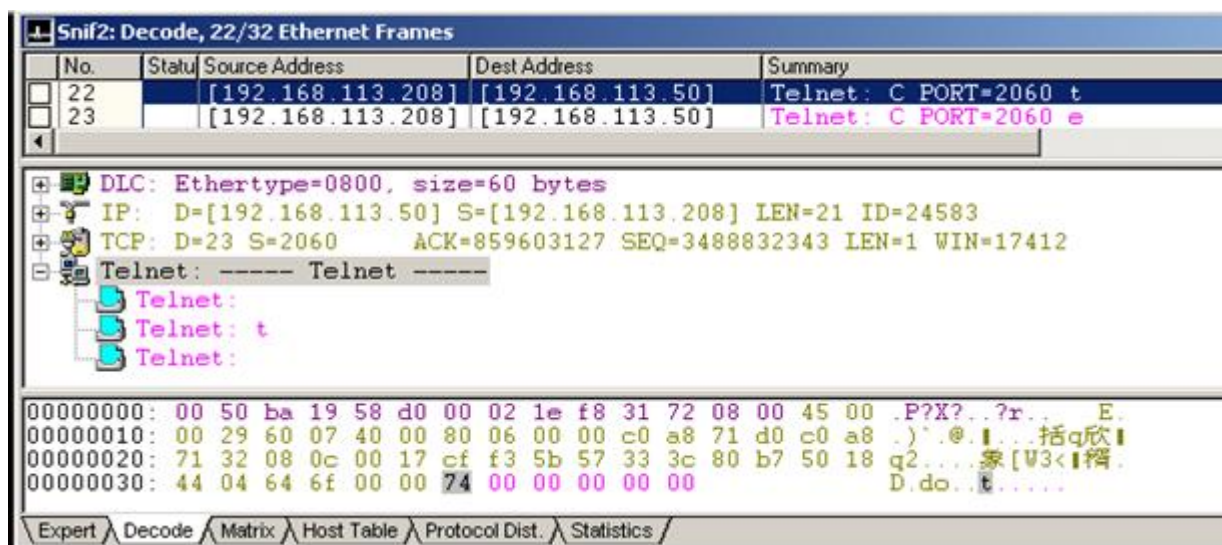 Snif2: Decode, 22/32 Ethernet Frames
No. Statu Source Address Dest Address Summary
22 [192.168.113.208] [192.168.113.50] Telnet: C PORT=2060 t
23 [192.168.113.208] [192.168.113.50] Telnet: C PORT=2060 e
DLC: Ethertype=0800, size=60 bytes
IP: D=[192.168.113.50] S=[192.168.113.208] LEN=21 ID=24583
TCP: D=23 S=2060 ACK=859603127 SEQ=3488832343 LEN=1 WIN=17412
Telnet: ----- Telnet -----
Telnet:
Telnet: t
Telnet:
00000000: 00 50 ba 19 58 d0 00 02 1e f8 31 72 08 00 45 00 .P?X?..?r.. E.
00000010: 00 29 60 07 40 00 80 06 00 00 c0 a8 71 d0 c0 a8 .)`.@. ...括q欣
00000020: 71 32 08 0c 00 17 cf f3 5b 57 33 3c 80 b7 50 18 q2.... [W3<
00000030: 44 04 64 6f 00 00 74 00 00 00 00 00 D.do..t.....
Expert Decode Matrix Host Table Protocol Dist. Statistics